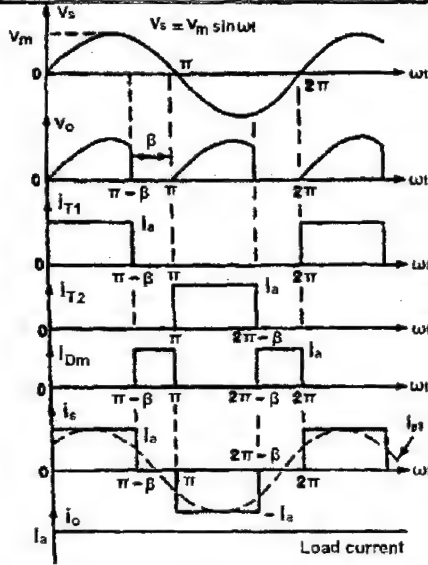 Vs
Vs = Vm sin ωt
Vm
0
π
2π
ωt
vo
β
0
π-β
π
2π
ωt
iT1
Ia
0
π-β
π
2π
ωt
iT2
Ia
0
π-β
π
2π-β
2π
ωt
iDm
Ia
0
π-β
π
2π-β
2π
ωt
is
Ia
2π-β
0
π-β
π
2π
ωt
-Ia
io
Ia
Load current